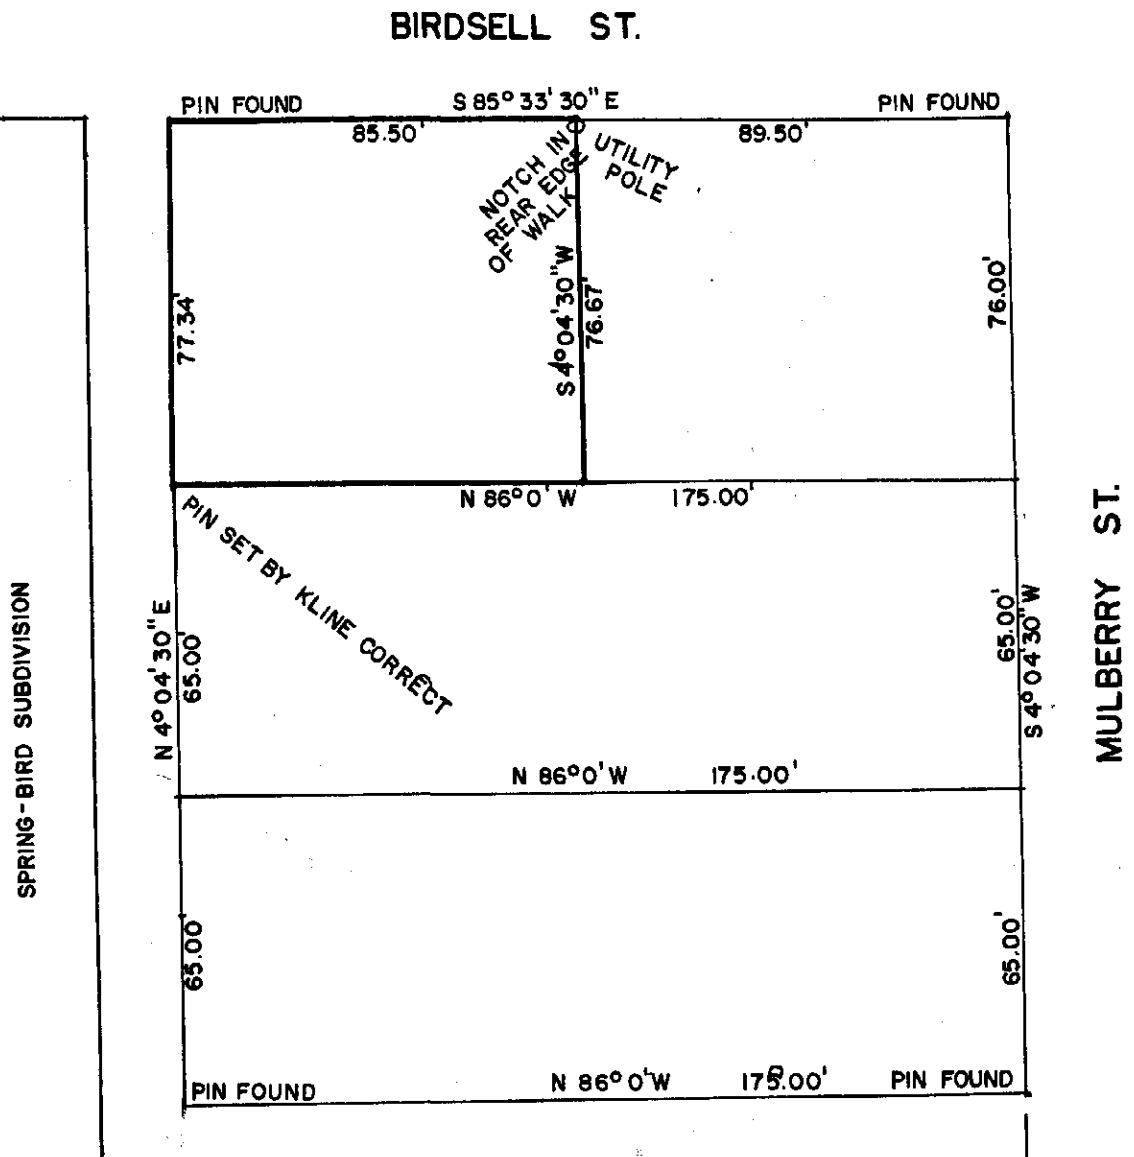 BIRDSELL ST.
PIN FOUND
S 85° 33' 30" E
PIN FOUND
85.50'
89.50'
NOTCH IN
REAR EDGE
OF WALK
UTILITY
POLE
77.34'
S 4° 04' 30" W
76.67'
76.00'
N 86° 0' W 175.00'
PIN SET BY KLINE CORRECT
N 4° 04' 30" E
65.00'
65.00'
S 4° 04' 30" W
MULBERRY ST.
SPRING-BIRD SUBDIVISION
N 86° 0' W 175.00'
65.00'
65.00'
PIN FOUND
N 86° 0' W 175.00'
PIN FOUND